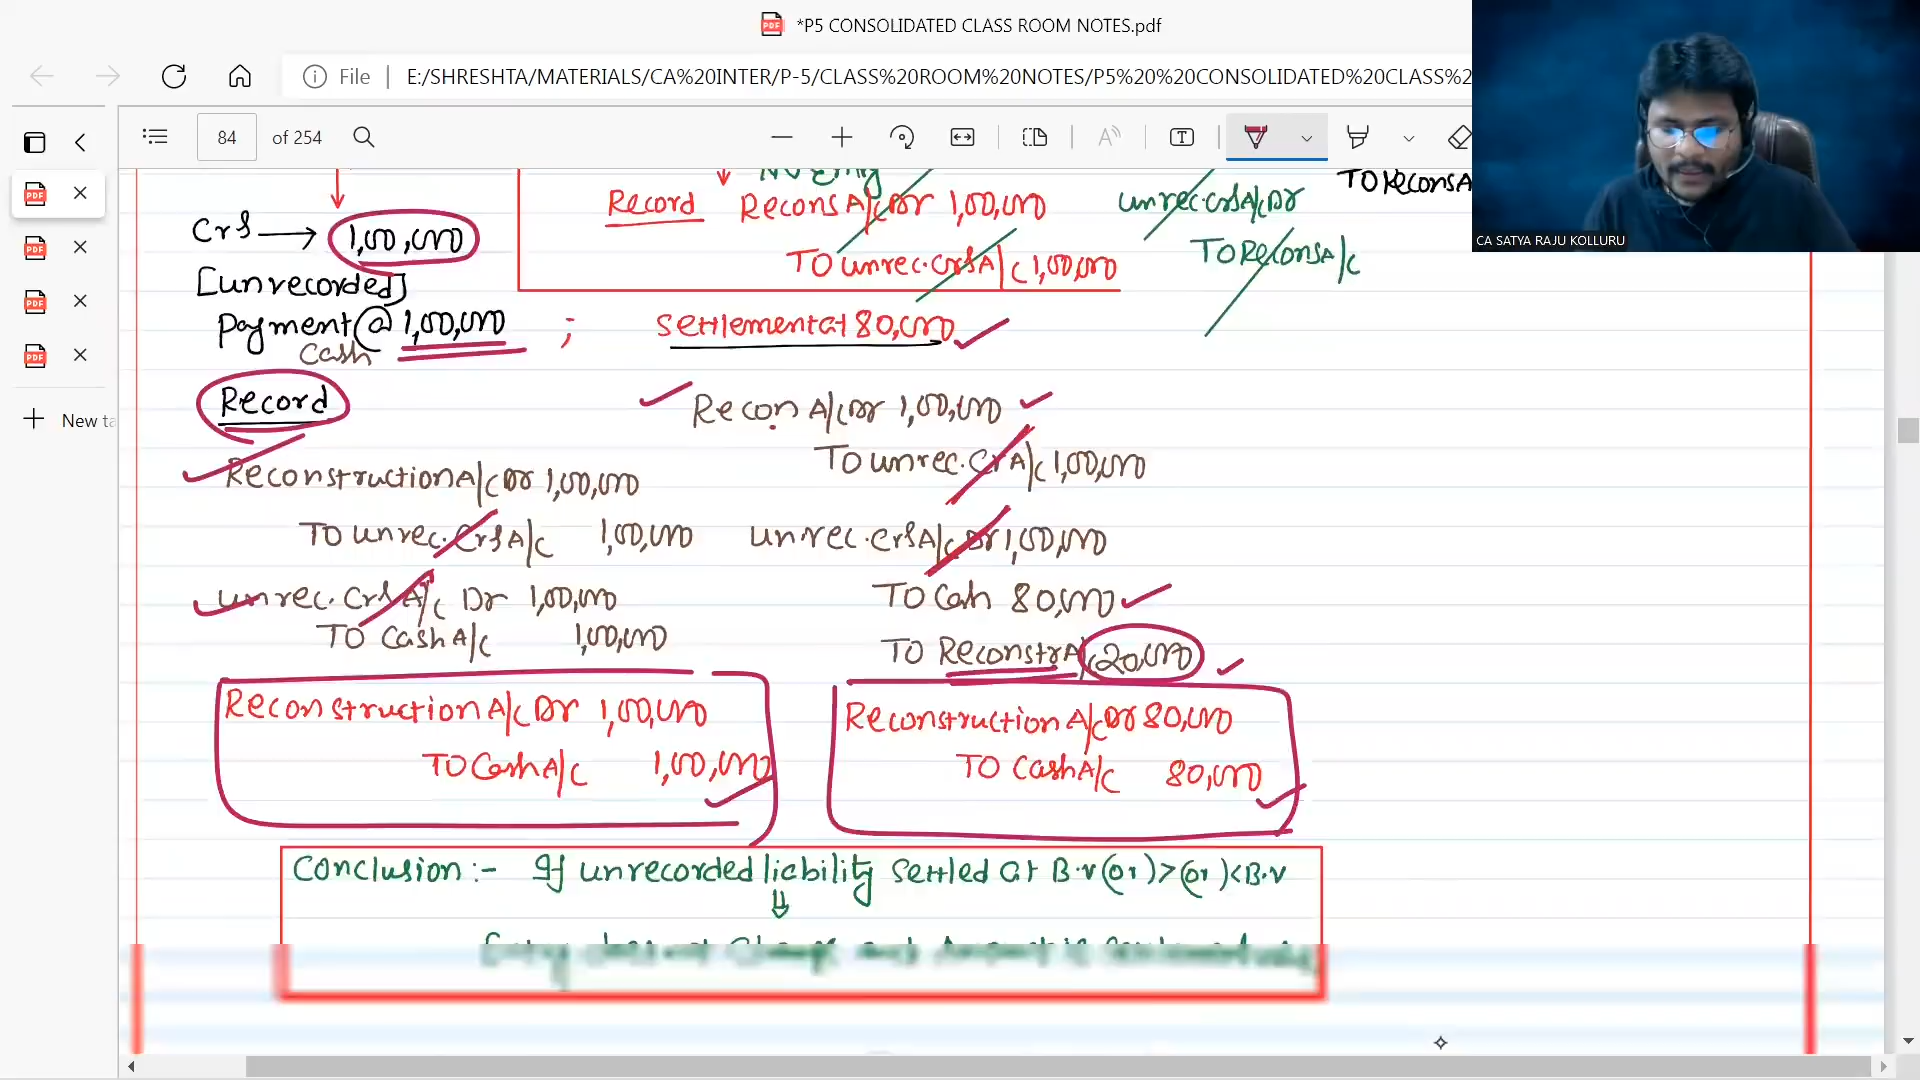 *P5 CONSOLIDATED CLASS ROOM NOTES.pdf
File E:/SHRESHTA/MATERIALS/CA%20INTER/P-5/CLASS%20ROOM%20NOTES/P5%20%20CONSOLIDATED%20CLASS%2
84 of 254
New ta
CA SATYA RAJU KOLLURU
No Entry
Record Recons A/c Dr 1,00,000
To unrec. Crs A/c 1,00,000
unrec. crs A/c Dr
To Recons A/c
To Recons A
Crs → 1,00,000
[unrecorded]
Payment @ 1,00,000 ; Settlement at 80,000
Cash
Record
Reconstruction A/c Dr 1,00,000
To unrec. Crs A/c 1,00,000
unrec. Crs A/c Dr 1,00,000
To Cash A/c 1,00,000
Recon A/c Dr 1,00,000
To unrec. Cr A/c 1,00,000
unrec. Crs A/c Dr 1,00,000
To Cash 80,000
To Reconstr A/c 20,000
Reconstruction A/c Dr 1,00,000
To Cash A/c 1,00,000
Reconstruction A/c Dr 80,000
To Cash A/c 80,000
Conclusion :- If unrecorded liability Settled at B.v (or) > (or) < B.v
⇓